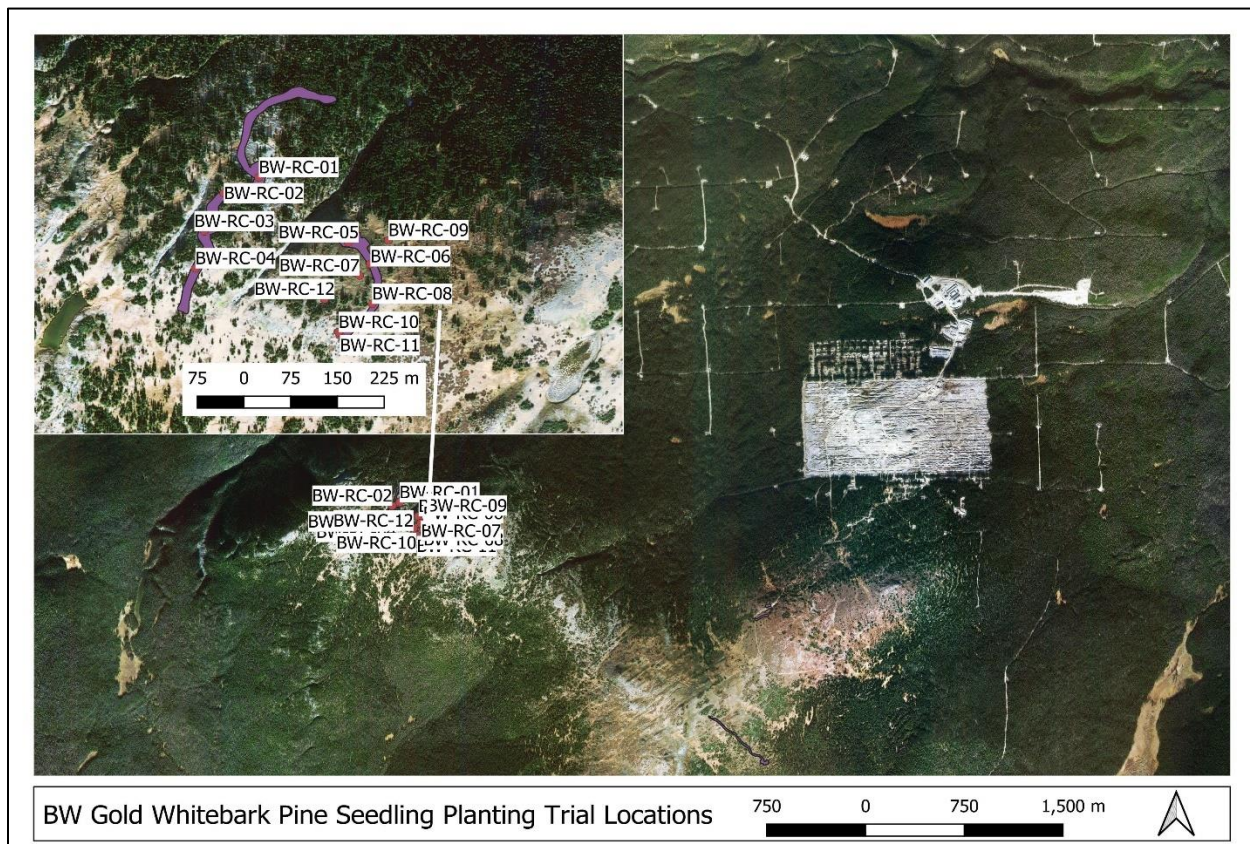 BW-RC-01
BW-RC-02
BW-RC-03
BW-RC-05
BW-RC-09
BW-RC-04
BW-RC-07
BW-RC-06
BW-RC-12
BW-RC-08
BW-RC-10
BW-RC-11
75 0 75 150 225 m
BW-RC-02
BW-RC-01
BW-RC-09
BW-RC-12
BW-RC-07
BW-RC-10
BW Gold Whitebark Pine Seedling Planting Trial Locations
750 0 750 1,500 m